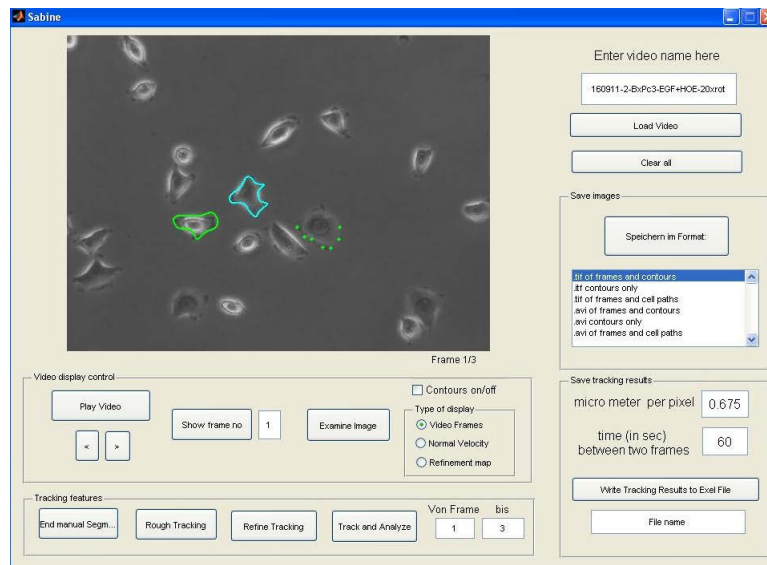 Sabine
Enter video name here
160911-2-BxPc3-EGF+HOE-20xrot
Load Video
Clear all
Save images
Speichern im Format:
.tif of frames and contours
.tif contours only
.tif of frames and cell paths
.avi of frames and contours
.avi contours only
.avi of frames and cell paths
Frame 1/3
Video display control
Play Video
< >
Show frame no 1
Examine Image
Contours on/off
Type of display
Video Frames
Normal Velocity
Refinement map
Save tracking results
micro meter per pixel 0.675
time (in sec)
between two frames 60
Write Tracking Results to Exel File
File name
Tracking features
End manual Segm...
Rough Tracking
Refine Tracking
Track and Analyze
Von Frame bis
1 3